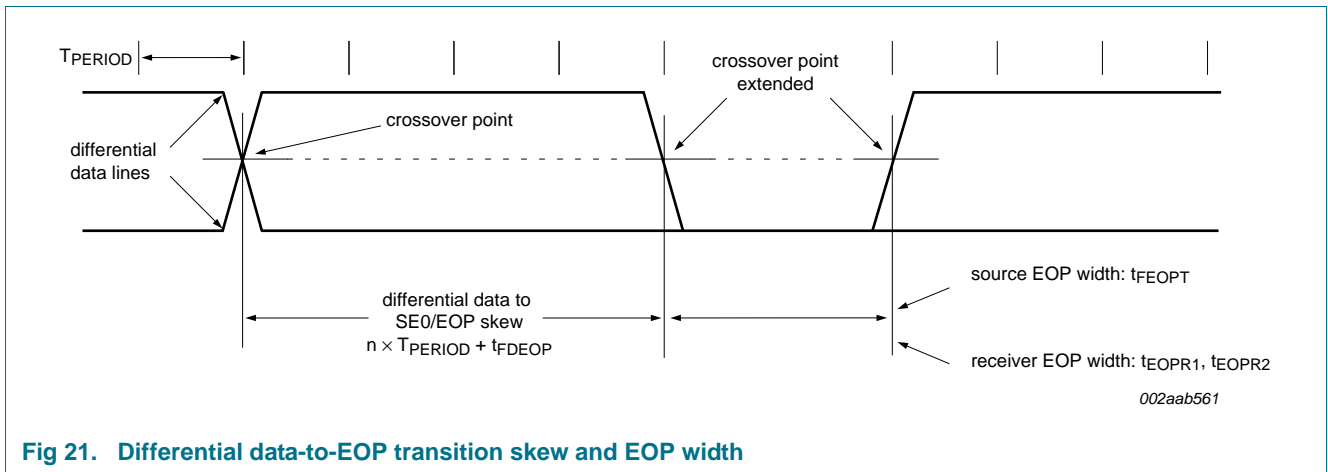 TPERIOD
crossover point
extended
crossover point
differential
data lines
source EOP width: tFEOPT
differential data to
SE0/EOP skew
n × TPERIOD + tFDEOP
receiver EOP width: tEOPR1, tEOPR2
002aab561
Fig 21. Differential data-to-EOP transition skew and EOP width